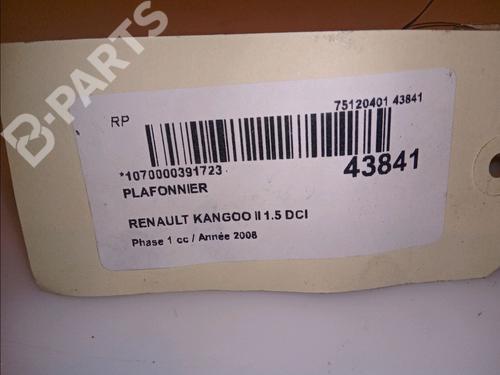 B-PARTS
RP
75120401 43841
*1070000391723
43841
PLAFONNIER
RENAULT KANGOO II 1.5 DCI
Phase 1 cc / Année 2008